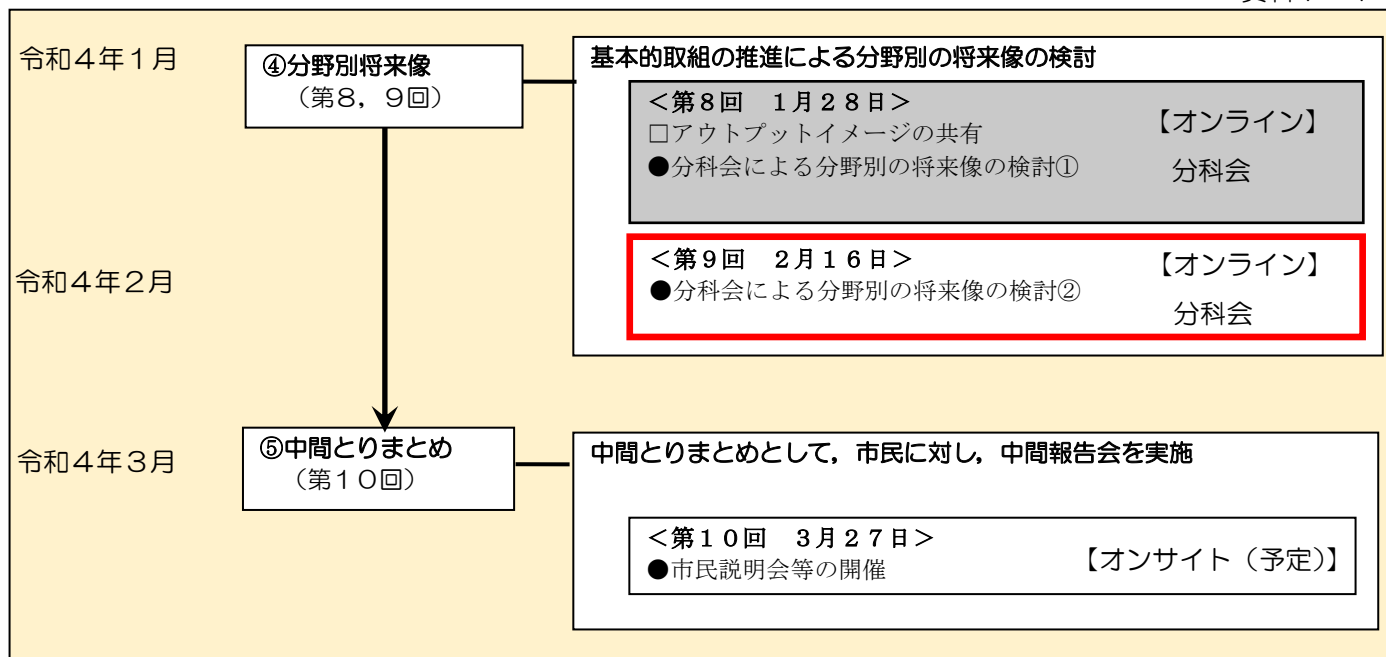 令和4年1月
④分野別将来像
（第8，9回）
基本的取組の推進による分野別の将来像の検討
＜第8回　1月28日＞
□アウトプットイメージの共有
●分科会による分野別の将来像の検討①
【オンライン】
分科会
令和4年2月
＜第9回　2月16日＞
●分科会による分野別の将来像の検討②
【オンライン】
分科会
令和4年3月
⑤中間とりまとめ
（第10回）
中間とりまとめとして，市民に対し，中間報告会を実施
＜第10回　3月27日＞
●市民説明会等の開催
【オンサイト（予定）】